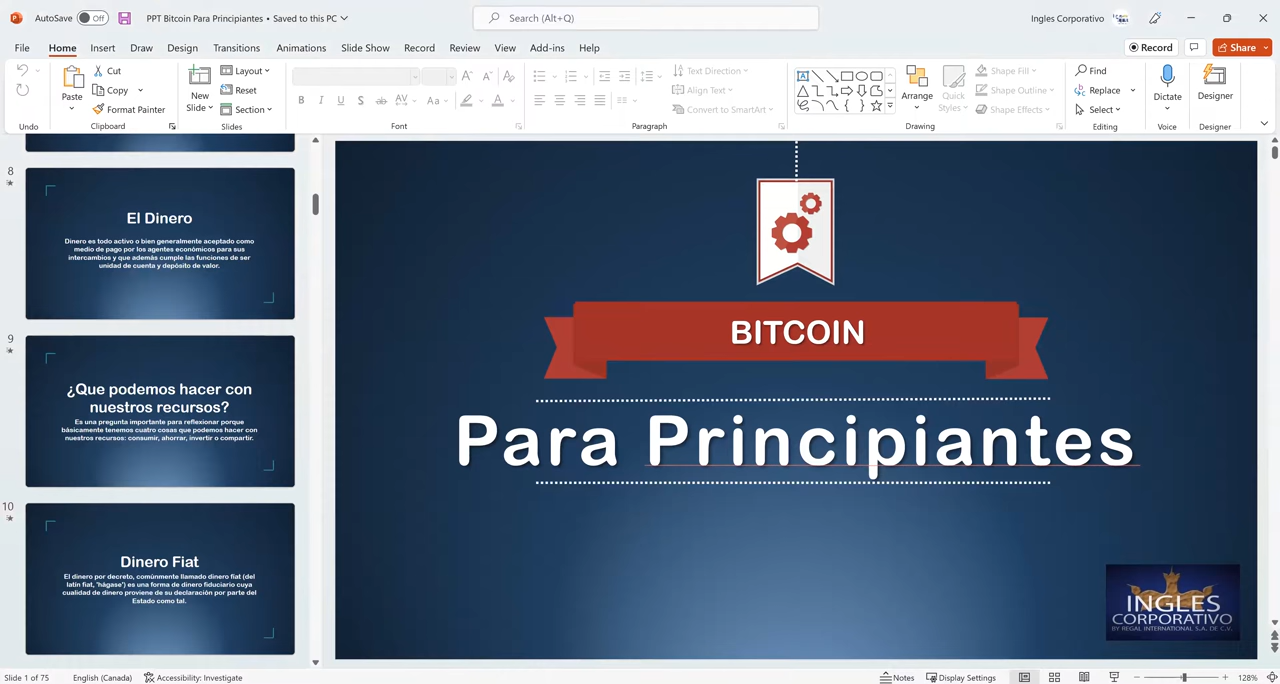 AutoSave Off PPT Bitcoin Para Principiantes • Saved to this PC Search (Alt+Q) Ingles Corporativo
File Home Insert Draw Design Transitions Animations Slide Show Record Review View Add-ins Help Record Share
Paste Cut Copy Format Painter New Slide Layout Reset Section B I U S ab AV Aa A Text Direction Align Text Convert to SmartArt Arrange Quick Styles Shape Fill Shape Outline Shape Effects Find Replace Select Dictate Designer
Undo Clipboard Slides Font Paragraph Drawing Editing Voice Designer
8
El Dinero
Dinero es todo activo o bien generalmente aceptado como
medio de pago por los agentes económicos para sus
intercambios y que además cumple las funciones de ser
unidad de cuenta y depósito de valor.
9
¿Que podemos hacer con
nuestros recursos?
Es una pregunta importante para reflexionar porque
básicamente tenemos cuatro cosas que podemos hacer con
nuestros recursos: consumir, ahorrar, invertir o compartir.
10
Dinero Fiat
El dinero por decreto, comúnmente llamado dinero fíat (del
latín fiat, 'hágase') es una forma de dinero fiduciario cuya
cualidad de dinero proviene de su declaración por parte del
Estado como tal.
BITCOIN
Para Principiantes
INGLES
CORPORATIVO
BY REGAL INTERNATIONAL S.A. DE C.V.
Slide 1 of 75 English (Canada) Accessibility: Investigate Notes Display Settings 128%